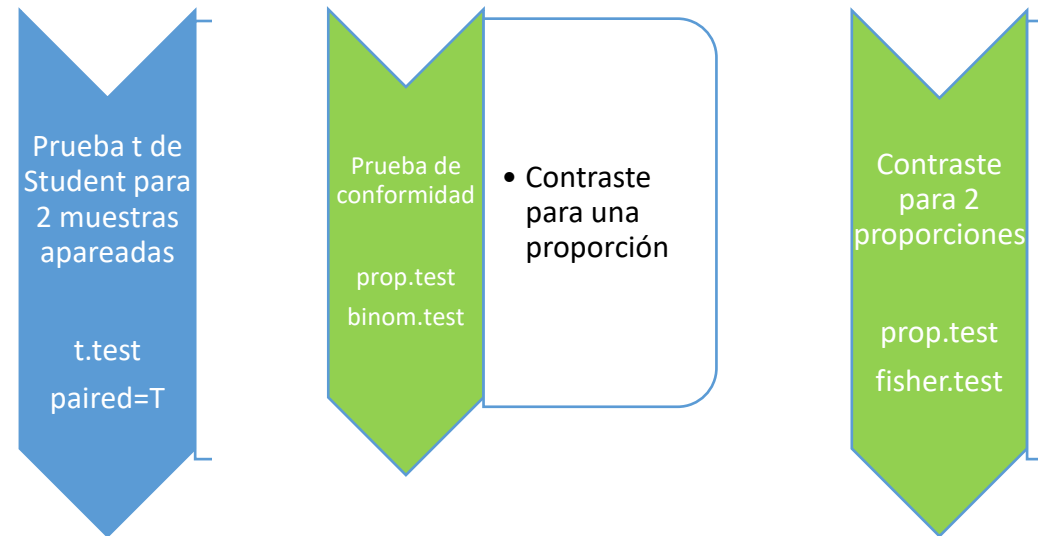 Prueba t de
Student para
2 muestras
apareadas
t.test
paired=T
Prueba de
conformidad
prop.test
binom.test
• Contraste
para una
proporción
Contraste
para 2
proporciones
prop.test
fisher.test